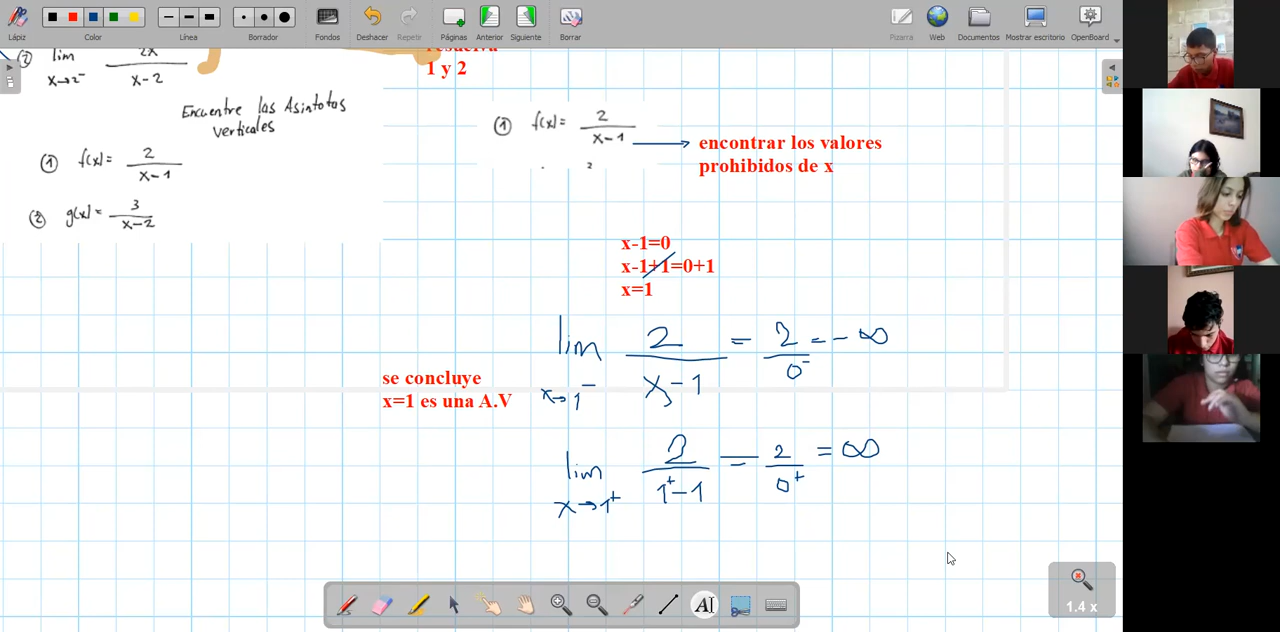 Lápiz Color Línea Borrador Fondos Deshacer Repetir Páginas Anterior Siguiente Borrar Pizarra Web Documentos Mostrar escritorio OpenBoard
② lim 2x
x→2⁻ x-2
Encuentre las Asíntotas
verticales
① f(x)= 2
x-1
② g(x)= 3
x-2
resuelva
1 y 2
① f(x)= 2
x-1
encontrar los valores
prohibidos de x
x-1=0
x-1+1=0+1
x=1
lim 2 = 2 = -∞
x→1⁻ x-1 0⁻
se concluye
x=1 es una A.V
lim 2 = 2 = ∞
x→1⁺ 1⁺-1 0⁺
1.4 x